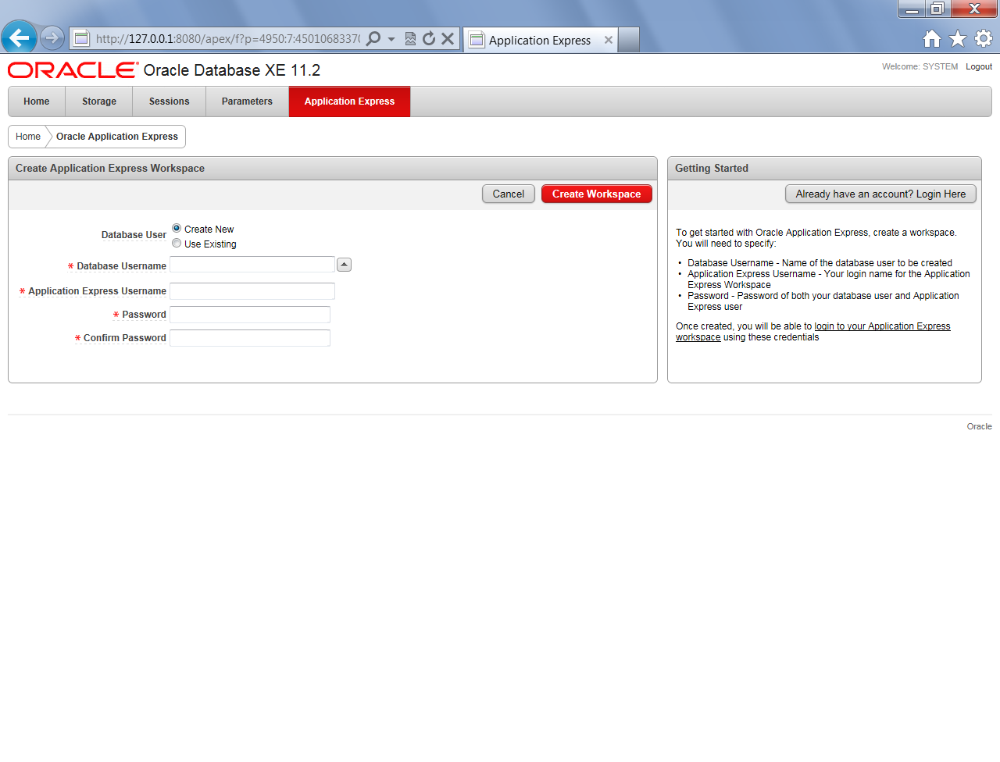 http://127.0.0.1:8080/apex/f?p=4950:7:45010683370
Application Express
ORACLE Oracle Database XE 11.2
Welcome: SYSTEM Logout
Home Storage Sessions Parameters Application Express
Home Oracle Application Express
Create Application Express Workspace
Cancel Create Workspace
Database User
Create New
Use Existing
* Database Username
* Application Express Username
* Password
* Confirm Password
Getting Started
Already have an account? Login Here
To get started with Oracle Application Express, create a workspace.
You will need to specify:
• Database Username - Name of the database user to be created
• Application Express Username - Your login name for the Application
Express Workspace
• Password - Password of both your database user and Application
Express user
Once created, you will be able to login to your Application Express
workspace using these credentials
Oracle